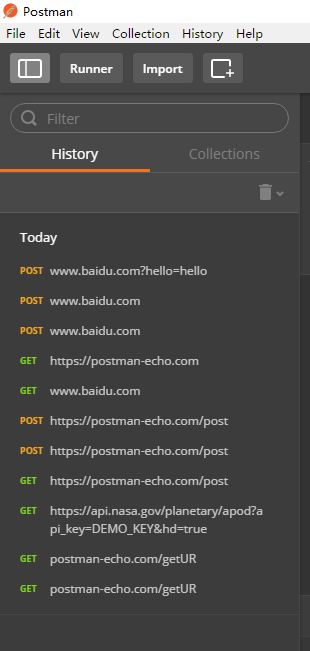 Postman
File Edit View Collection History Help
Runner Import
Filter
History Collections
Today
POST www.baidu.com?hello=hello
POST www.baidu.com
POST www.baidu.com
GET https://postman-echo.com
GET www.baidu.com
POST https://postman-echo.com/post
POST https://postman-echo.com/post
GET https://postman-echo.com/post
GET https://api.nasa.gov/planetary/apod?a
pi_key=DEMO_KEY&hd=true
GET postman-echo.com/getUR
GET postman-echo.com/getUR